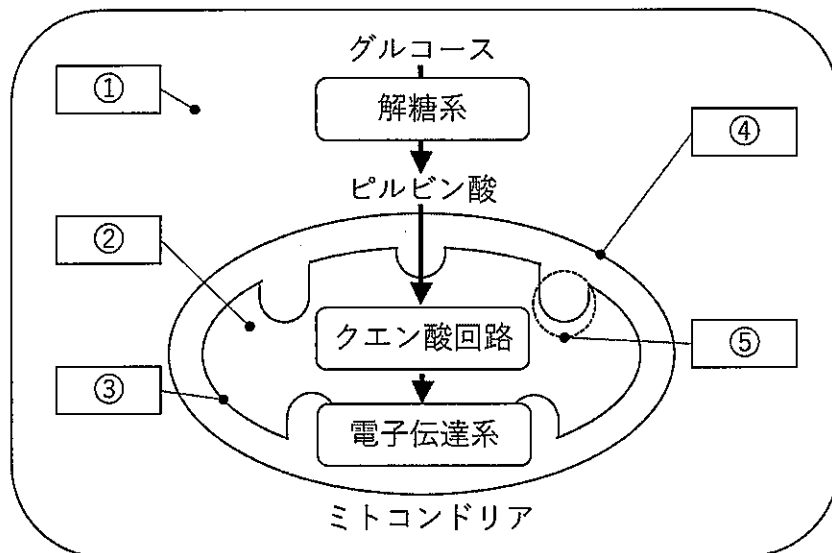 グルコース
①
解糖系
④
ピルビン酸
②
クエン酸回路
⑤
③
電子伝達系
ミトコンドリア